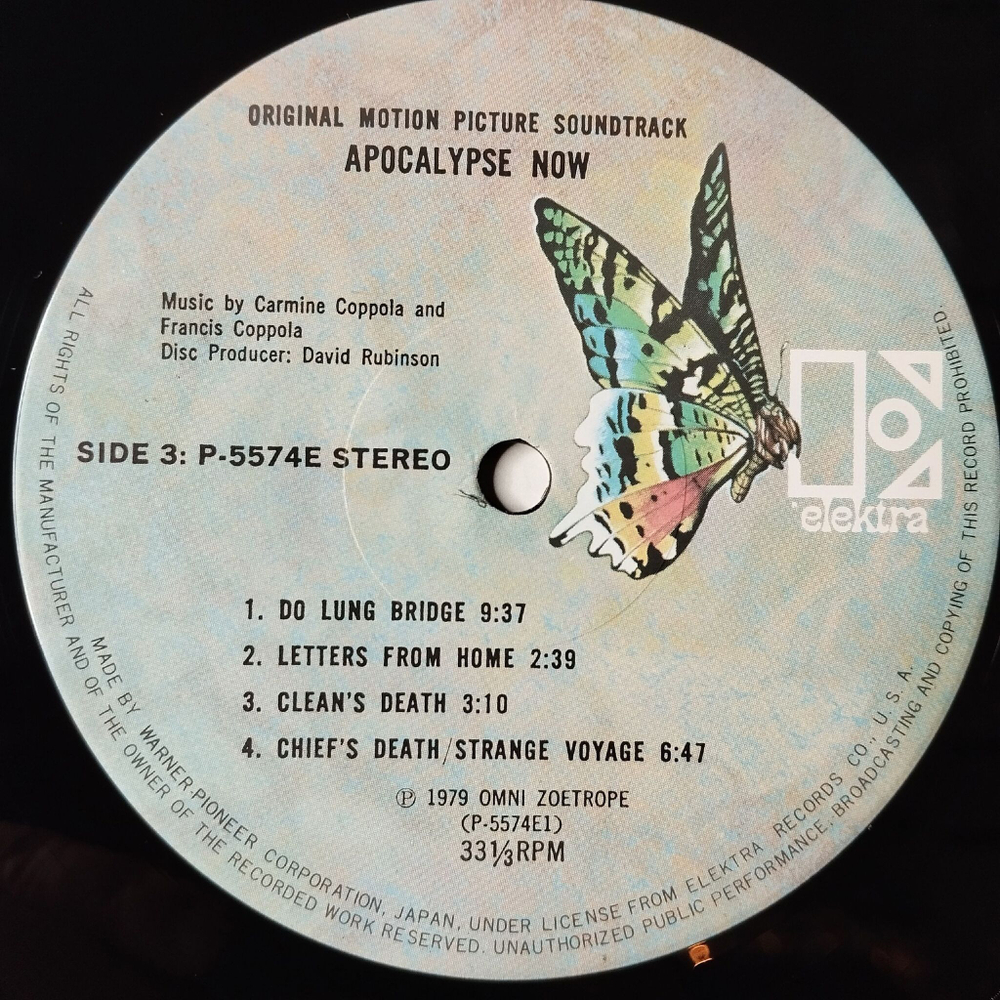 ORIGINAL MOTION PICTURE SOUNDTRACK
APOCALYPSE NOW
Music by Carmine Coppola and
Francis Coppola
Disc Producer: David Rubinson
SIDE 3: P-5574E STEREO
elektra
1. DO LUNG BRIDGE 9:37
2. LETTERS FROM HOME 2:39
3. CLEAN'S DEATH 3:10
4. CHIEF'S DEATH/STRANGE VOYAGE 6:47
Ⓟ 1979 OMNI ZOETROPE
(P-5574E1)
33⅓RPM
MADE BY WARNER-PIONEER CORPORATION, JAPAN, UNDER LICENSE FROM ELEKTRA RECORDS CO., U. S. A.
ALL RIGHTS OF THE MANUFACTURER AND OF THE OWNER OF THE RECORDED WORK RESERVED. UNAUTHORIZED PUBLIC PERFORMANCE, BROADCASTING AND COPYING OF THIS RECORD PROHIBITED.